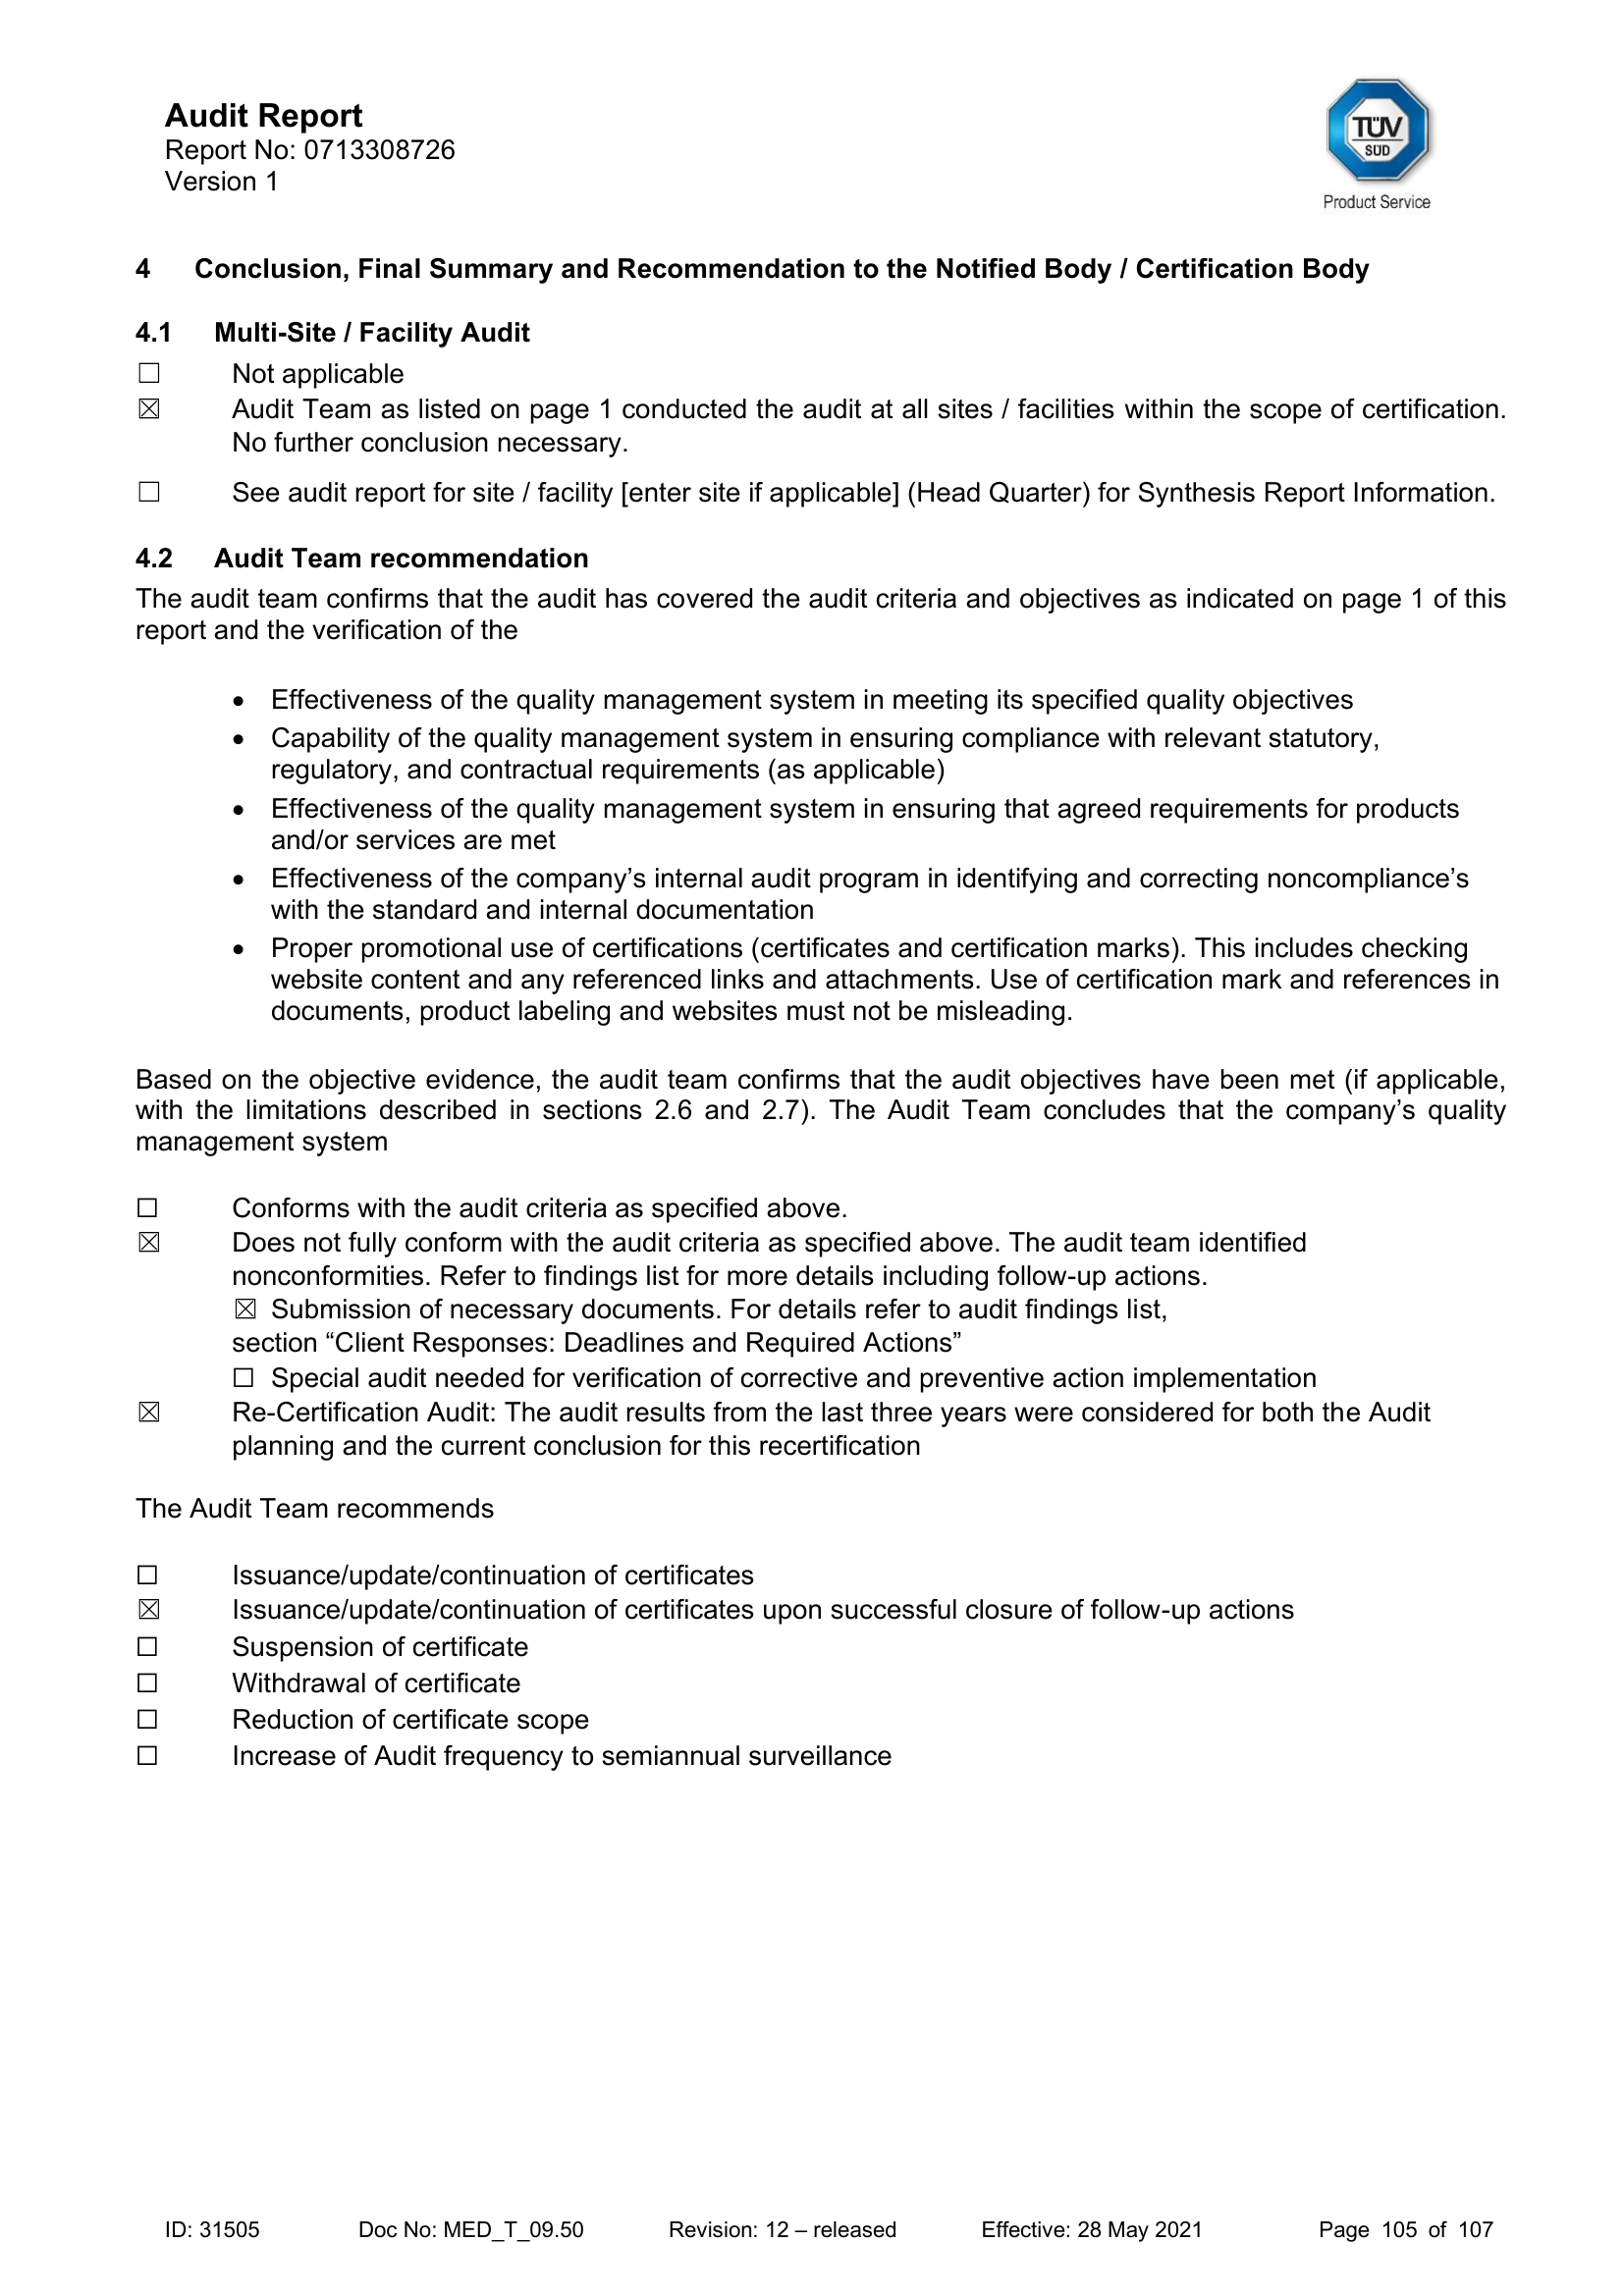 Audit Report
Report No: 0713308726
Version 1
TÜV
SÜD
Product Service
4 Conclusion, Final Summary and Recommendation to the Notified Body / Certification Body
4.1 Multi-Site / Facility Audit
☐ Not applicable
☒ Audit Team as listed on page 1 conducted the audit at all sites / facilities within the scope of certification.
No further conclusion necessary.
☐ See audit report for site / facility [enter site if applicable] (Head Quarter) for Synthesis Report Information.
4.2 Audit Team recommendation
The audit team confirms that the audit has covered the audit criteria and objectives as indicated on page 1 of this
report and the verification of the
• Effectiveness of the quality management system in meeting its specified quality objectives
• Capability of the quality management system in ensuring compliance with relevant statutory,
regulatory, and contractual requirements (as applicable)
• Effectiveness of the quality management system in ensuring that agreed requirements for products
and/or services are met
• Effectiveness of the company’s internal audit program in identifying and correcting noncompliance’s
with the standard and internal documentation
• Proper promotional use of certifications (certificates and certification marks). This includes checking
website content and any referenced links and attachments. Use of certification mark and references in
documents, product labeling and websites must not be misleading.
Based on the objective evidence, the audit team confirms that the audit objectives have been met (if applicable,
with the limitations described in sections 2.6 and 2.7). The Audit Team concludes that the company’s quality
management system
☐ Conforms with the audit criteria as specified above.
☒ Does not fully conform with the audit criteria as specified above. The audit team identified
nonconformities. Refer to findings list for more details including follow-up actions.
☒ Submission of necessary documents. For details refer to audit findings list,
section “Client Responses: Deadlines and Required Actions”
☐ Special audit needed for verification of corrective and preventive action implementation
☒ Re-Certification Audit: The audit results from the last three years were considered for both the Audit
planning and the current conclusion for this recertification
The Audit Team recommends
☐ Issuance/update/continuation of certificates
☒ Issuance/update/continuation of certificates upon successful closure of follow-up actions
☐ Suspension of certificate
☐ Withdrawal of certificate
☐ Reduction of certificate scope
☐ Increase of Audit frequency to semiannual surveillance
ID: 31505 Doc No: MED_T_09.50 Revision: 12 – released Effective: 28 May 2021 Page 105 of 107